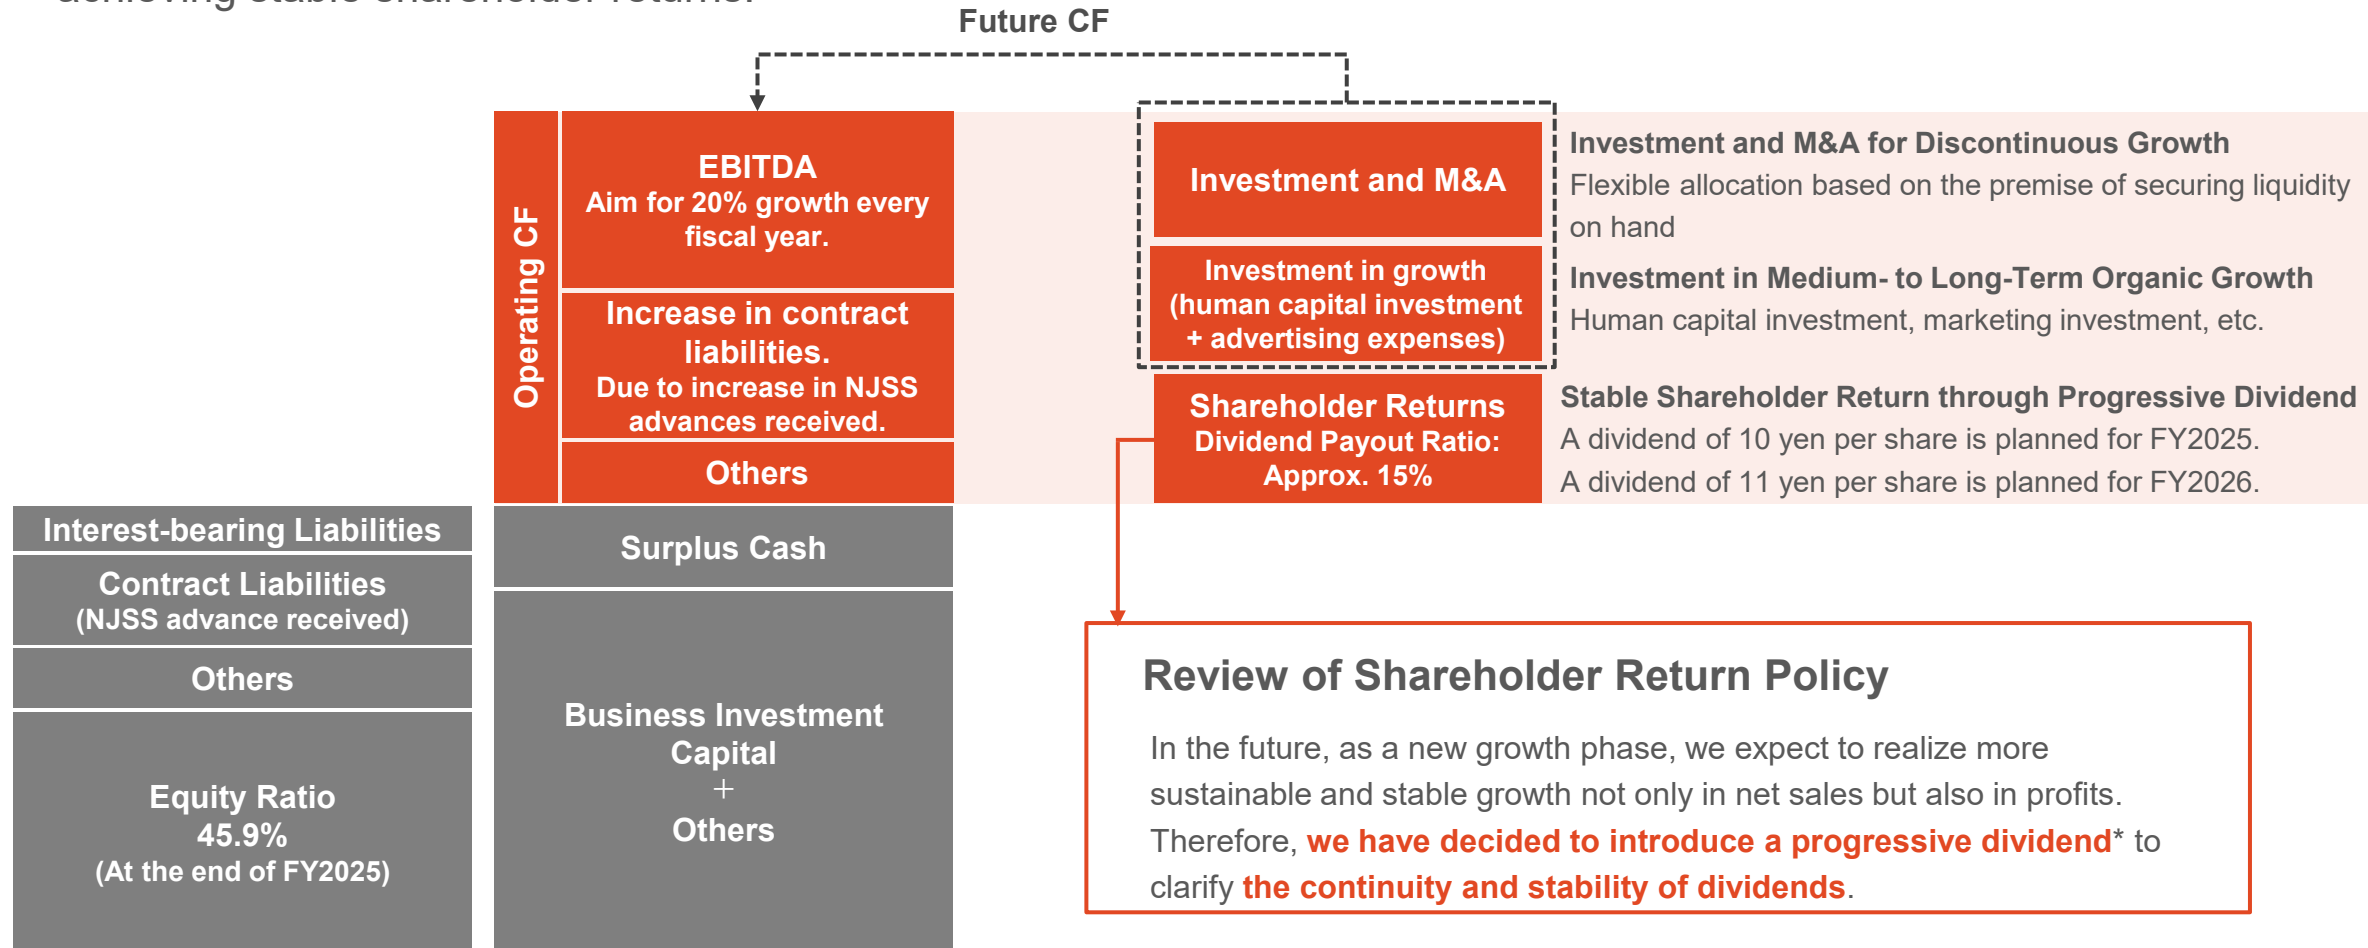 achieving stable shareholder returns.
Future CF
Operating CF
EBITDA
Aim for 20% growth every
fiscal year.
Increase in contract
liabilities.
Due to increase in NJSS
advances received.
Others
Investment and M&A
Investment in growth
(human capital investment
+ advertising expenses)
Shareholder Returns
Dividend Payout Ratio:
Approx. 15%
Investment and M&A for Discontinuous Growth
Flexible allocation based on the premise of securing liquidity
on hand
Investment in Medium- to Long-Term Organic Growth
Human capital investment, marketing investment, etc.
Stable Shareholder Return through Progressive Dividend
A dividend of 10 yen per share is planned for FY2025.
A dividend of 11 yen per share is planned for FY2026.
Interest-bearing Liabilities
Contract Liabilities
(NJSS advance received)
Others
Equity Ratio
45.9%
(At the end of FY2025)
Surplus Cash
Business Investment
Capital
+
Others
Review of Shareholder Return Policy
In the future, as a new growth phase, we expect to realize more
sustainable and stable growth not only in net sales but also in profits.
Therefore, we have decided to introduce a progressive dividend* to
clarify the continuity and stability of dividends.